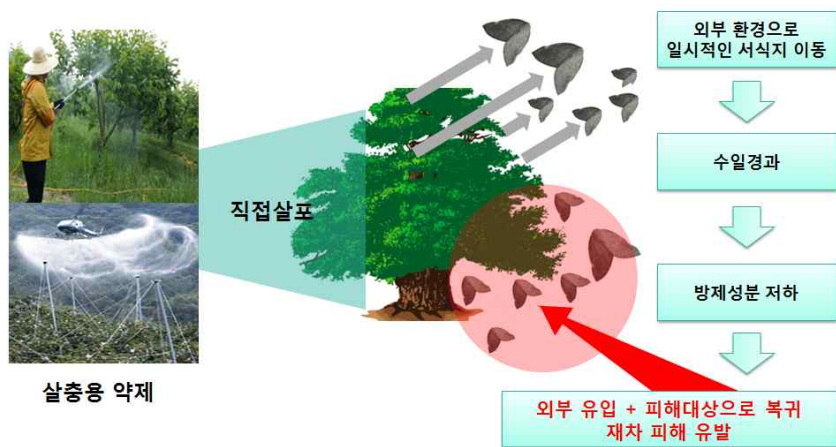 외부 환경으로
일시적인 서식지 이동
수일경과
직접살포
방제성분 저하
살충용 약제
외부 유입 + 피해대상으로 복귀
재차 피해 유발